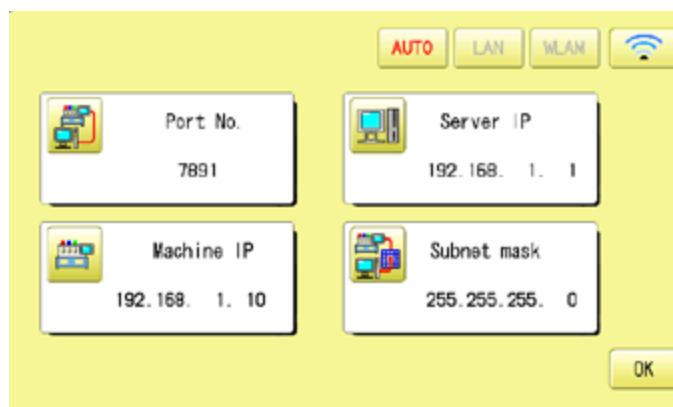 AUTO LAN WLAN
Port No.
7891
Server IP
192.168. 1. 1
Machine IP
192.168. 1. 10
Subnet mask
255.255.255. 0
OK